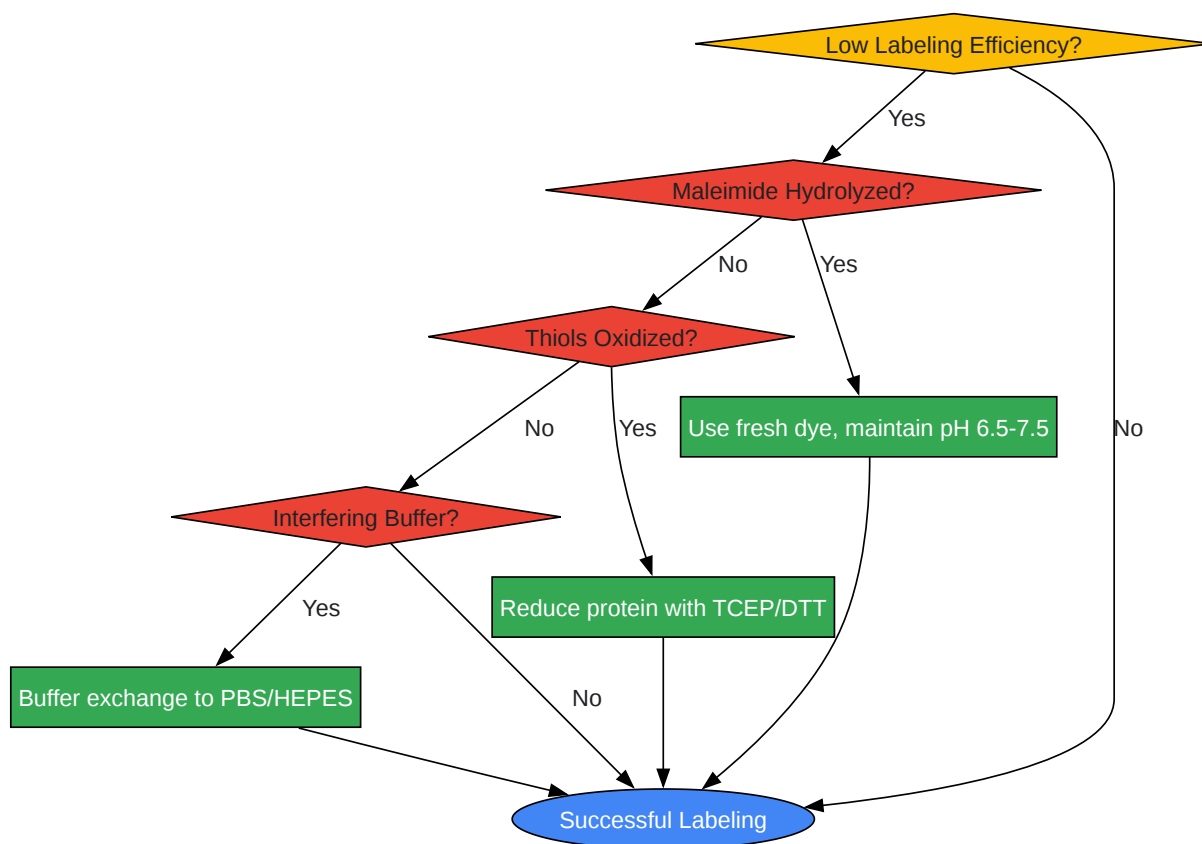 Low Labeling Efficiency?
Yes
Maleimide Hydrolyzed?
No
Yes
Thiols Oxidized?
No
Yes
Use fresh dye, maintain pH 6.5-7.5
No
Interfering Buffer?
Yes
Reduce protein with TCEP/DTT
Buffer exchange to PBS/HEPES
No
Successful Labeling